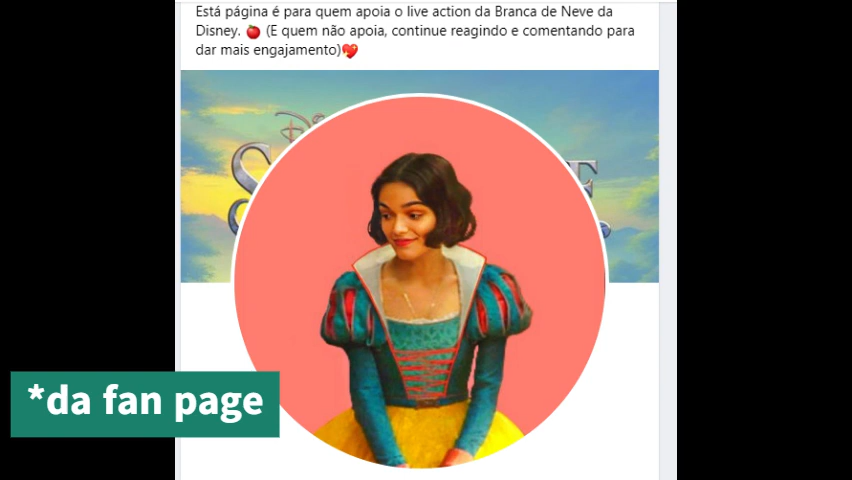 Está página é para quem apoia o live action da Branca de Neve da
Disney. 🍎 (E quem não apoia, continue reagindo e comentando para
dar mais engajamento)💖
*da fan page